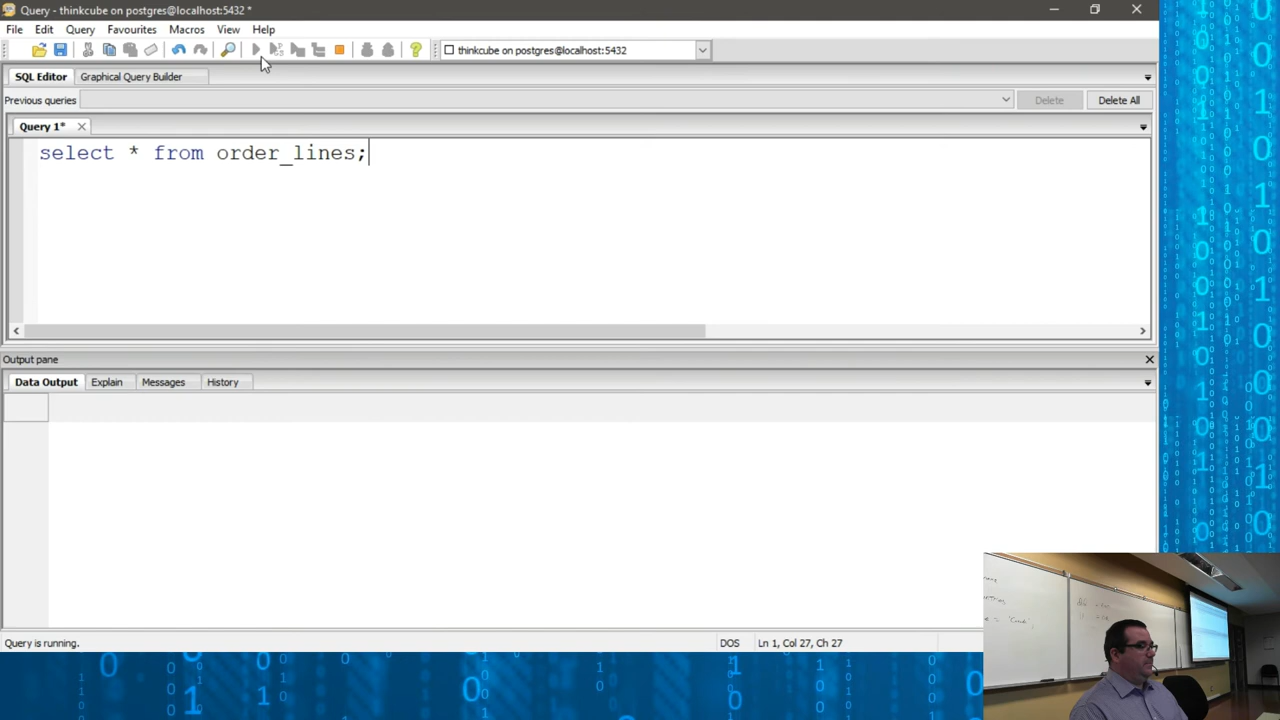 Query - thinkcube on postgres@localhost:5432 *
File Edit Query Favourites Macros View Help
thinkcube on postgres@localhost:5432
SQL Editor Graphical Query Builder
Previous queries Delete Delete All
Query 1*
select * from order_lines;
Output pane
Data Output Explain Messages History
Query is running. DOS Ln 1, Col 27, Ch 27